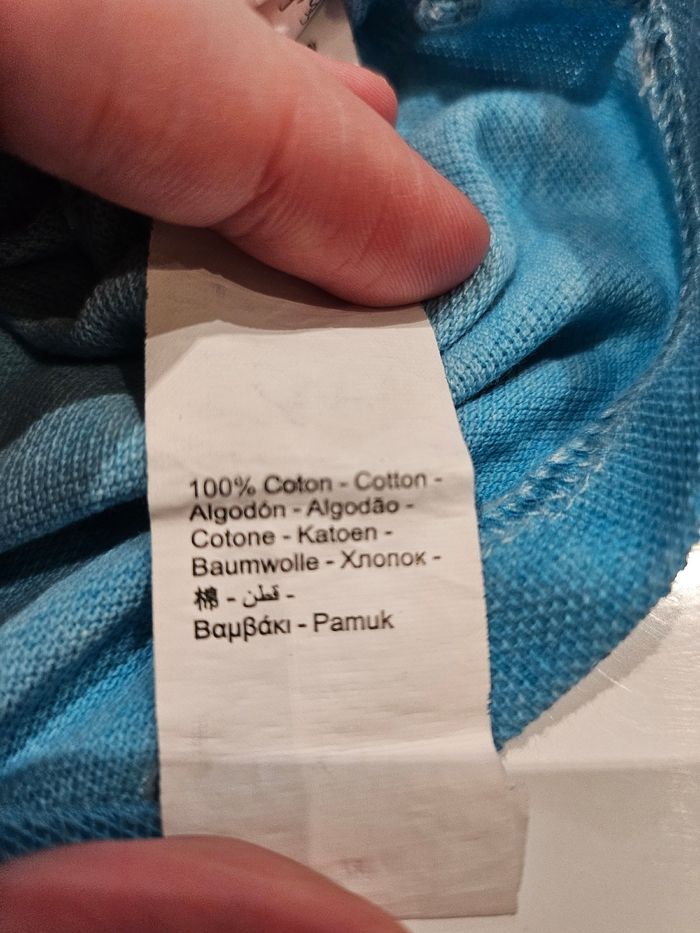 100% Coton - Cotton -
Algodón - Algodão -
Cotone - Katoen -
Baumwolle - Хлопок -
棉 - قطن -
Βαμβάκι - Pamuk